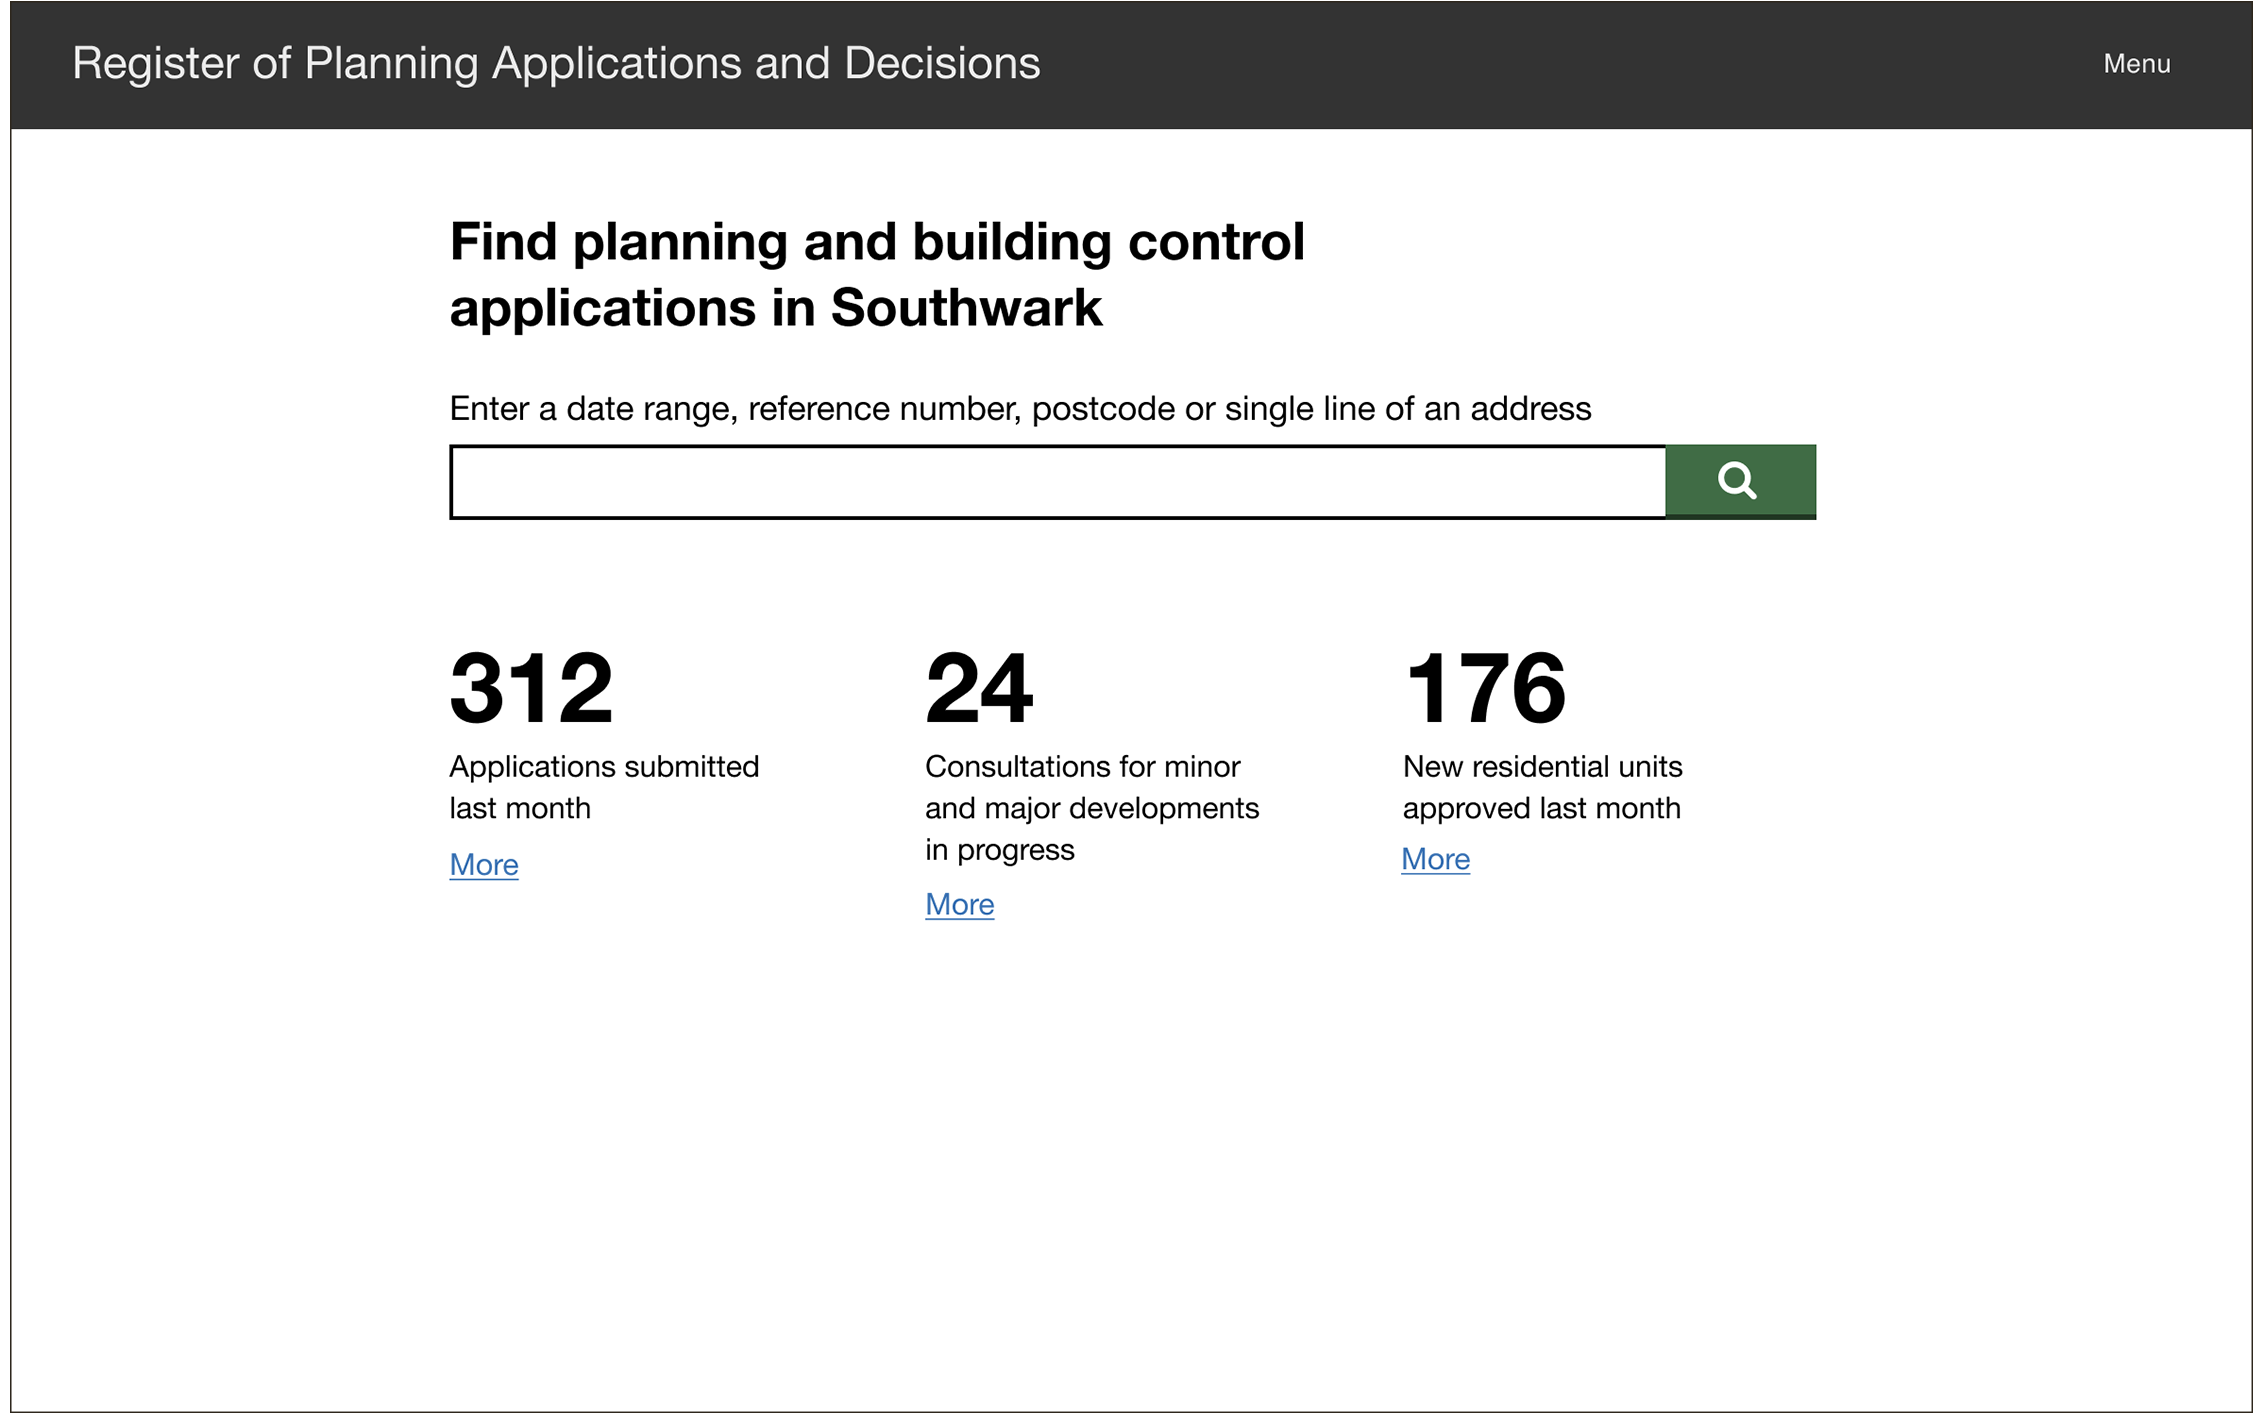 Register of Planning Applications and Decisions
Menu
Find planning and building control
applications in Southwark
Enter a date range, reference number, postcode or single line of an address
312
Applications submitted
last month
More
24
Consultations for minor
and major developments
in progress
More
176
New residential units
approved last month
More